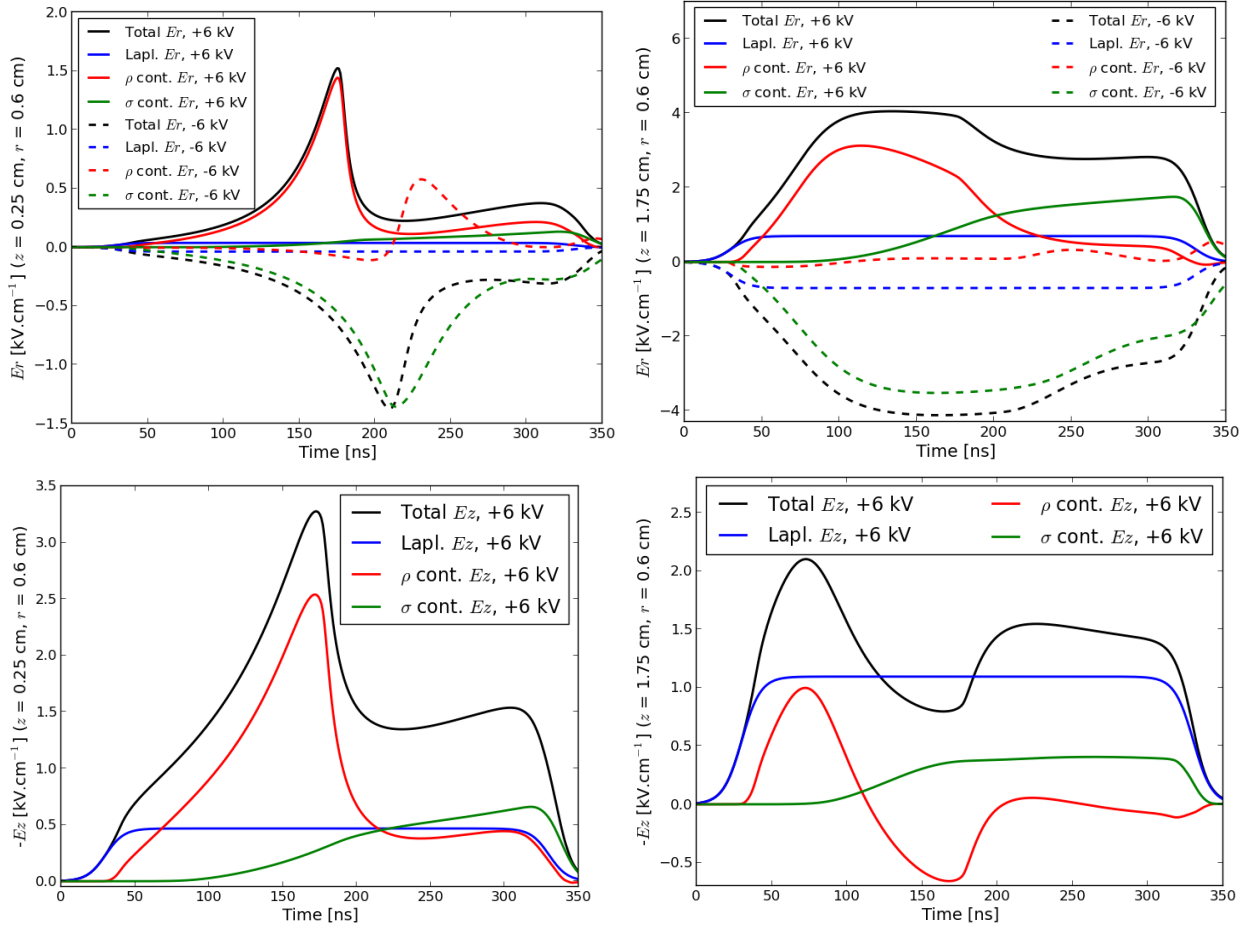 Er [kV.cm⁻¹] (z = 0.25 cm, r = 0.6 cm)
2.0
1.5
1.0
0.5
0.0
−0.5
−1.0
−1.5
Total Er, +6 kV
Lapl. Er, +6 kV
ρ cont. Er, +6 kV
σ cont. Er, +6 kV
Total Er, -6 kV
Lapl. Er, -6 kV
ρ cont. Er, -6 kV
σ cont. Er, -6 kV
0 50 100 150 200 250 300 350
Time [ns]
Er [kV.cm⁻¹] (z = 1.75 cm, r = 0.6 cm)
6
4
2
0
−2
−4
Total Er, +6 kV
Lapl. Er, +6 kV
ρ cont. Er, +6 kV
σ cont. Er, +6 kV
Total Er, -6 kV
Lapl. Er, -6 kV
ρ cont. Er, -6 kV
σ cont. Er, -6 kV
0 50 100 150 200 250 300 350
Time [ns]
-Ez [kV.cm⁻¹] (z = 0.25 cm, r = 0.6 cm)
3.5
3.0
2.5
2.0
1.5
1.0
0.5
0.0
Total Ez, +6 kV
Lapl. Ez, +6 kV
ρ cont. Ez, +6 kV
σ cont. Ez, +6 kV
0 50 100 150 200 250 300 350
Time [ns]
-Ez [kV.cm⁻¹] (z = 1.75 cm, r = 0.6 cm)
2.5
2.0
1.5
1.0
0.5
0.0
−0.5
Total Ez, +6 kV
Lapl. Ez, +6 kV
ρ cont. Ez, +6 kV
σ cont. Ez, +6 kV
0 50 100 150 200 250 300 350
Time [ns]